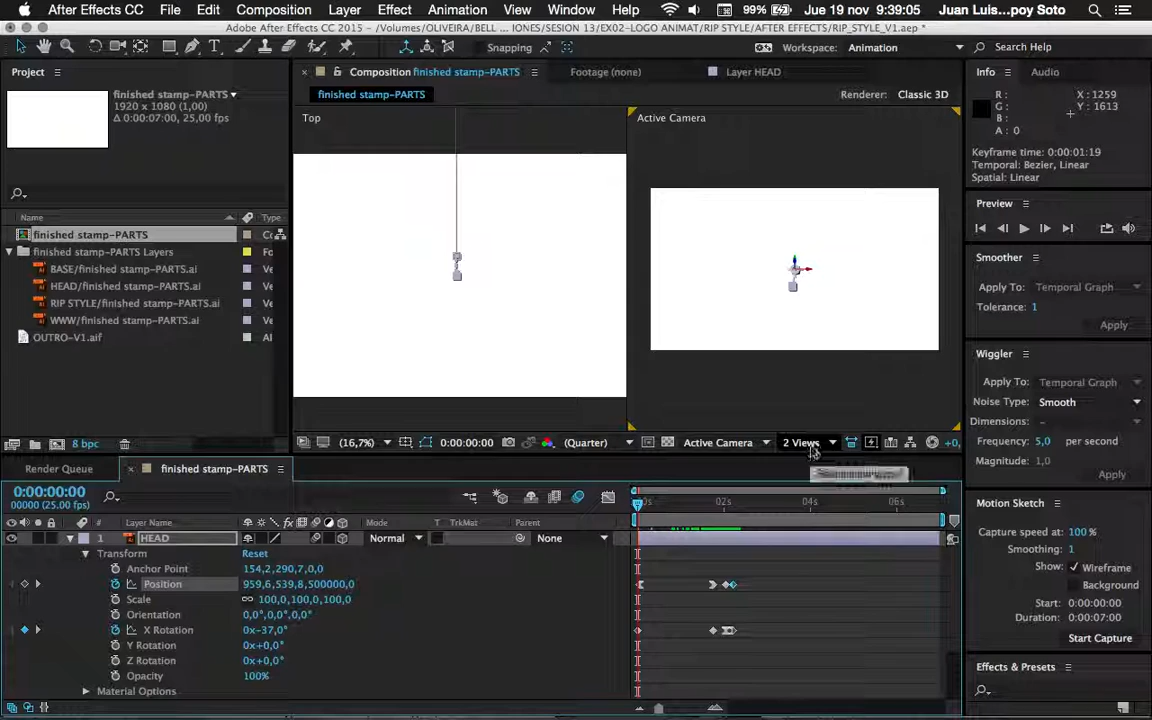 After Effects CC File Edit Composition Layer Effect Animation View Window Help 99% Jue 19 nov 9:39:05 Juan Luis...poy Soto
Adobe After Effects CC 2015 - /Volumes/OLIVEIRA/BELL ... IONES/SESION 13/EX02-LOGO ANIMAT/RIP STYLE/AFTER EFFECTS/RIP_STYLE_V1.aep *
Snapping Workspace: Animation Search Help
Project Composition finished stamp-PARTS Footage (none) Layer HEAD Info Audio
finished stamp-PARTS
1920 x 1080 (1,00)
Δ 0:00:07:00, 25,00 fps
finished stamp-PARTS Renderer: Classic 3D
R :
G :
B :
A : 0
X : 1259
Y : 1613
Top Active Camera
Keyframe time: 0:00:01:19
Temporal: Bezier, Linear
Spatial: Linear
Name Type
finished stamp-PARTS
finished stamp-PARTS Layers
BASE/finished stamp-PARTS.ai Ve
HEAD/finished stamp-PARTS.ai Ve
RIP STYLE/finished stamp-PARTS.ai Ve
WWW/finished stamp-PARTS.ai Ve
OUTRO-V1.aif Al
Preview
Smoother
Apply To: Temporal Graph
Tolerance: 1
Apply
Wiggler
Apply To: Temporal Graph
Noise Type: Smooth
Dimensions: –
Frequency: 5,0 per second
Magnitude: 1,0
Apply
8 bpc (16,7%) 0:00:00:00 (Quarter) Active Camera 2 Views +0,
Render Queue finished stamp-PARTS
0:00:00:00
00000 (25.00 fps)
0s 02s 04s 06s
# Layer Name Mode T TrkMat Parent
1 HEAD Normal None
Transform Reset
Anchor Point 154,2,290,7,0,0
Position 959,6,539,8,500000,0
Scale 100,0,100,0,100,0
Orientation 0,0°,0,0°,0,0°
X Rotation 0x-37,0°
Y Rotation 0x+0,0°
Z Rotation 0x+0,0°
Opacity 100%
Material Options
Motion Sketch
Capture speed at: 100 %
Smoothing: 1
Show: Wireframe
Background
Start: 0:00:00:00
Duration: 0:00:07:00
Start Capture
Effects & Presets